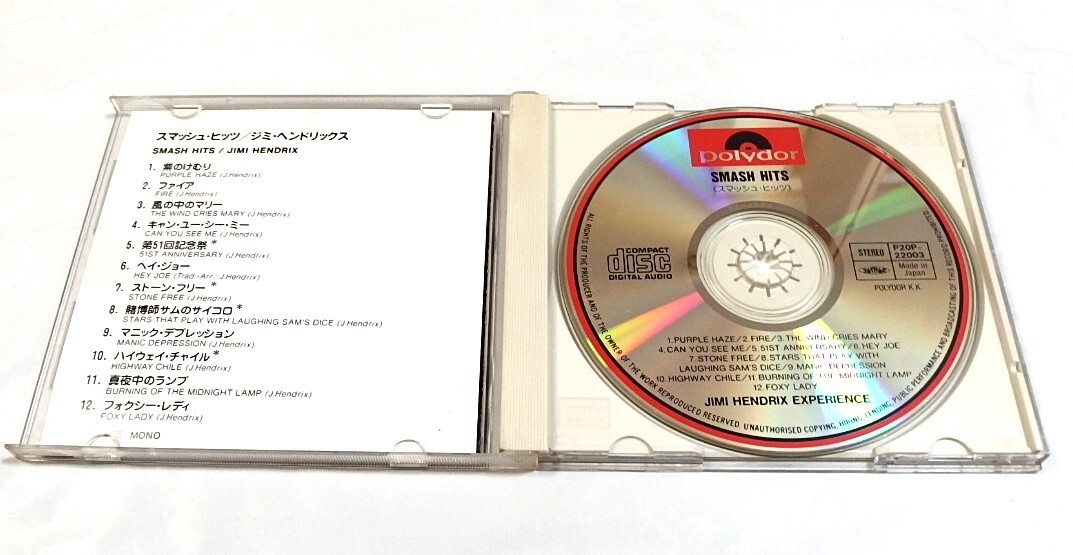 スマッシュ・ヒッツ/ジミ・ヘンドリックス
SMASH HITS / JIMI HENDRIX
1. 紫のけむり
PURPLE HAZE (J.Hendrix)
2. ファイア
FIRE (J.Hendrix)
3. 風の中のマリー
THE WIND CRIES MARY (J.Hendrix)
4. キャン・ユー・シー・ミー
CAN YOU SEE ME (J.Hendrix)
5. 第51回記念祭*
51ST ANNIVERSARY (J.Hendrix)
6. ヘイ・ジョー
HEY JOE (Trad.-Arr. J.Hendrix)
7. ストーン・フリー*
STONE FREE (J.Hendrix)
8. 賭博師サムのサイコロ*
STARS THAT PLAY WITH LAUGHING SAM'S DICE (J.Hendrix)
9. マニック・デプレッション
MANIC DEPRESSION (J.Hendrix)
10. ハイウェイ・チャイル*
HIGHWAY CHILE (J.Hendrix)
11. 真夜中のランプ
BURNING OF THE MIDNIGHT LAMP (J.Hendrix)
12. フォクシー・レディ
FOXY LADY (J.Hendrix)
MONO
polydor
SMASH HITS
(スマッシュ・ヒッツ)
COMPACT
disc
DIGITAL AUDIO
STEREO
P20P-
22003
Made in
Japan
POLYDOR K.K.
1.PURPLE HAZE/2.FIRE/3.THE WIND CRIES MARY
4.CAN YOU SEE ME/5.51ST ANNIVERSARY/6.HEY JOE
7.STONE FREE/8.STARS THAT PLAY WITH
LAUGHING SAM'S DICE/9.MANIC DEPRESSION
10.HIGHWAY CHILE/11.BURNING OF THE MIDNIGHT LAMP
12.FOXY LADY
JIMI HENDRIX EXPERIENCE
ALL RIGHTS OF THE PRODUCER AND OF THE OWNER OF THE WORK REPRODUCED RESERVED. UNAUTHORISED COPYING, HIRING, LENDING, PUBLIC PERFORMANCE AND BROADCASTING OF THIS RECORD PROHIBITED.